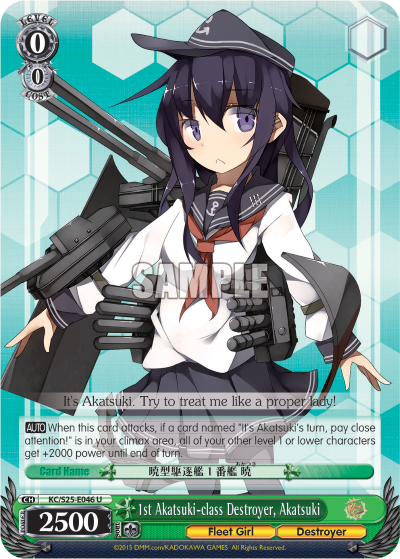 LEVEL
0
0
COST
SAMPLE
It's Akatsuki. Try to treat me like a proper lady!
AUTO When this card attacks, if a card named "It's Akatsuki's turn, pay close
attention!" is in your climax area, all of your other level 1 or lower characters
get +2000 power until end of turn.
Card Name 暁型駆逐艦1番艦 暁
CH KC/S25-E046 U
1st Akatsuki-class Destroyer, Akatsuki
POWER 2500 SOUL
Fleet Girl Destroyer
©2015 DMM.com/KADOKAWA GAMES All Rights Reserved.